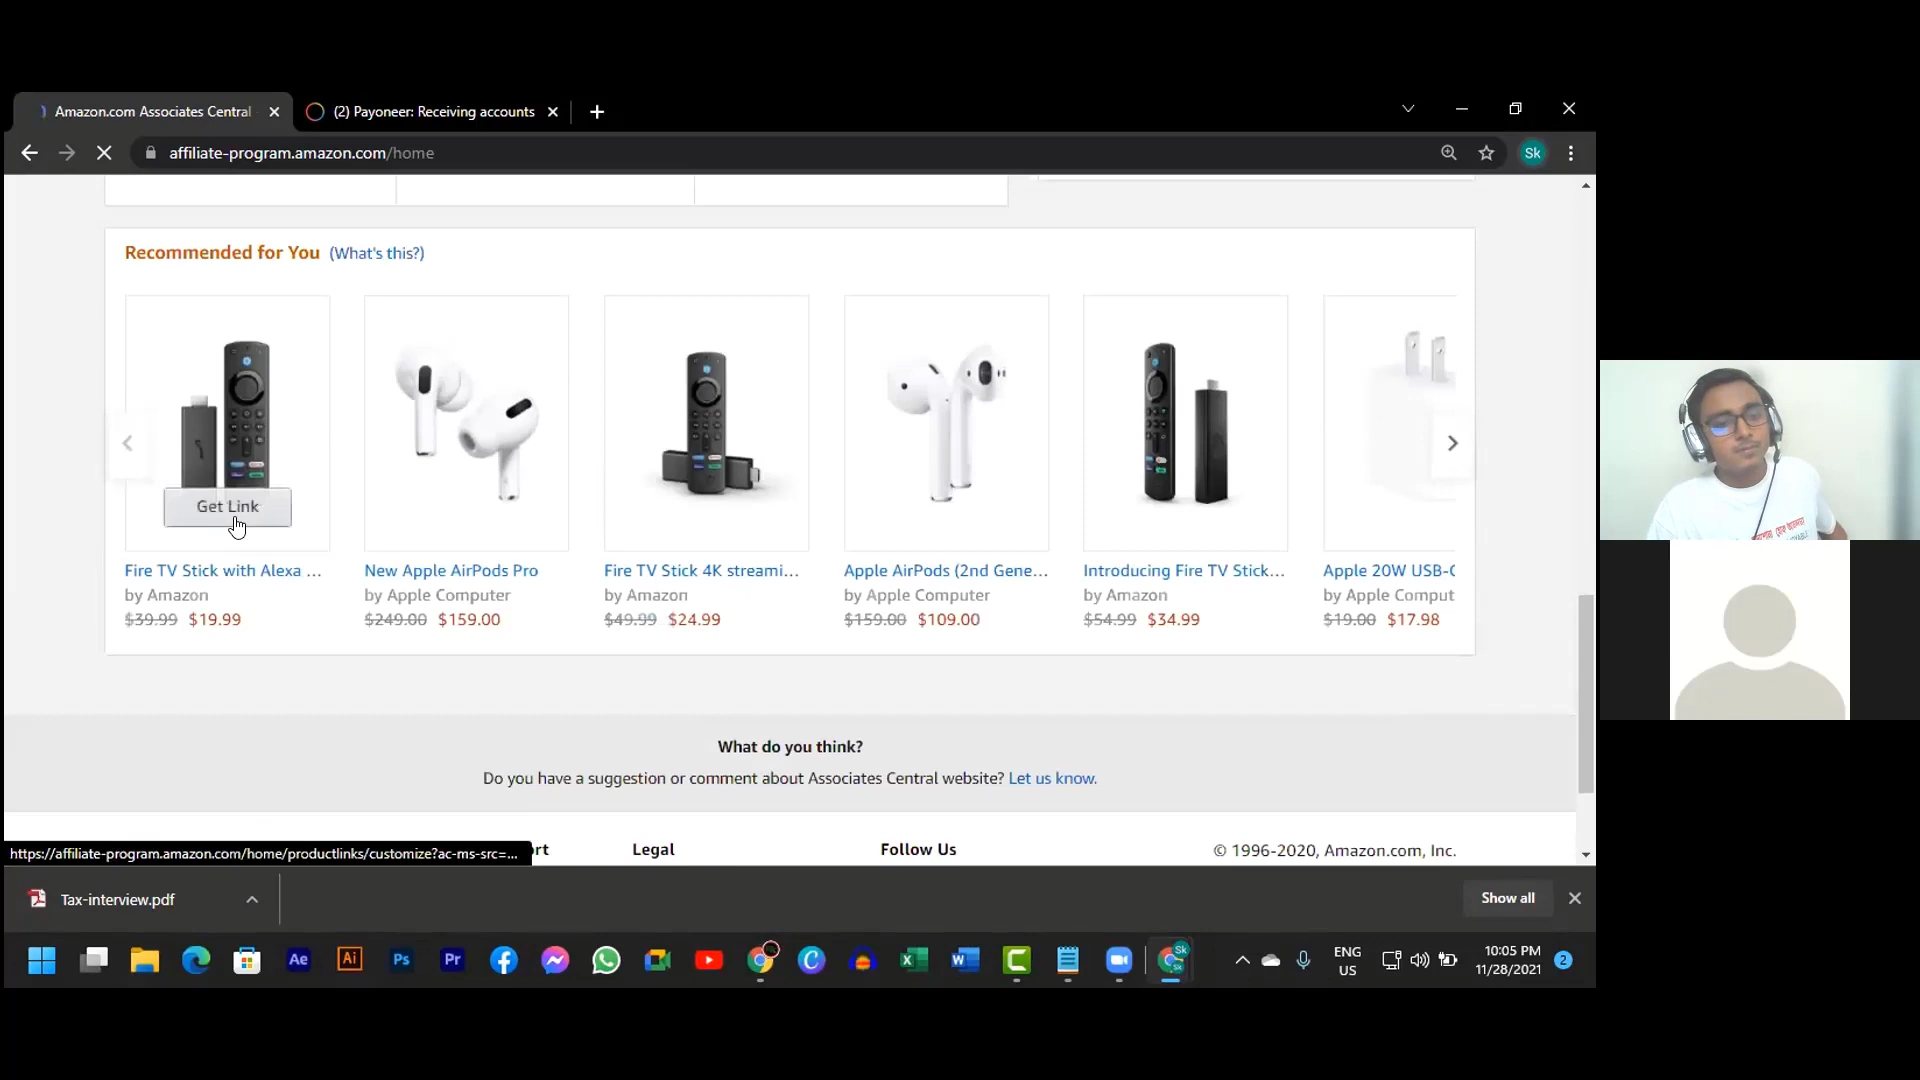 Amazon.com Associates Central
(2) Payoneer: Receiving accounts
affiliate-program.amazon.com/home
Sk
Recommended for You (What's this?)
Get Link
Fire TV Stick with Alexa ...
by Amazon
$39.99 $19.99
New Apple AirPods Pro
by Apple Computer
$249.00 $159.00
Fire TV Stick 4K streami...
by Amazon
$49.99 $24.99
Apple AirPods (2nd Gene...
by Apple Computer
$159.00 $109.00
Introducing Fire TV Stick...
by Amazon
$54.99 $34.99
Apple 20W USB-C
by Apple Comput
$19.00 $17.98
What do you think?
Do you have a suggestion or comment about Associates Central website? Let us know.
https://affiliate-program.amazon.com/home/productlinks/customize?ac-ms-src=...
ort
Legal
Follow Us
© 1996-2020, Amazon.com, Inc.
Tax-interview.pdf
Show all
Ae
Ai
Ps
Pr
Sk
ENG
US
10:05 PM
11/28/2021
2